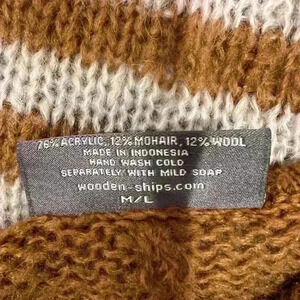 76% ACRYLIC, 12% MOHAIR, 12% WOOL
MADE IN INDONESIA
HAND WASH COLD
SEPARATELY WITH MILD SOAP
wooden-ships.com
M/L